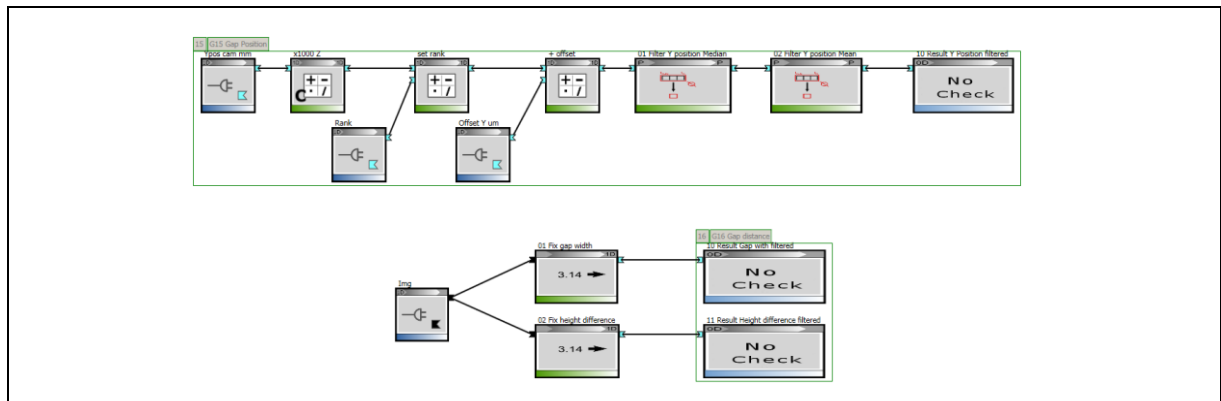 15 G15 Gap Position
Ypos cam mm
x1000 Z
set rank
+ offset
01 Filter Y position Median
02 Filter Y position Mean
10 Result Y Position filtered
C
No
Check
Rank
Offset Y um
16 G16 Gap distance
01 Fix gap width
10 Result Gap with filtered
3.14
No
Check
Img
02 Fix height difference
11 Result Height difference filtered
3.14
No
Check